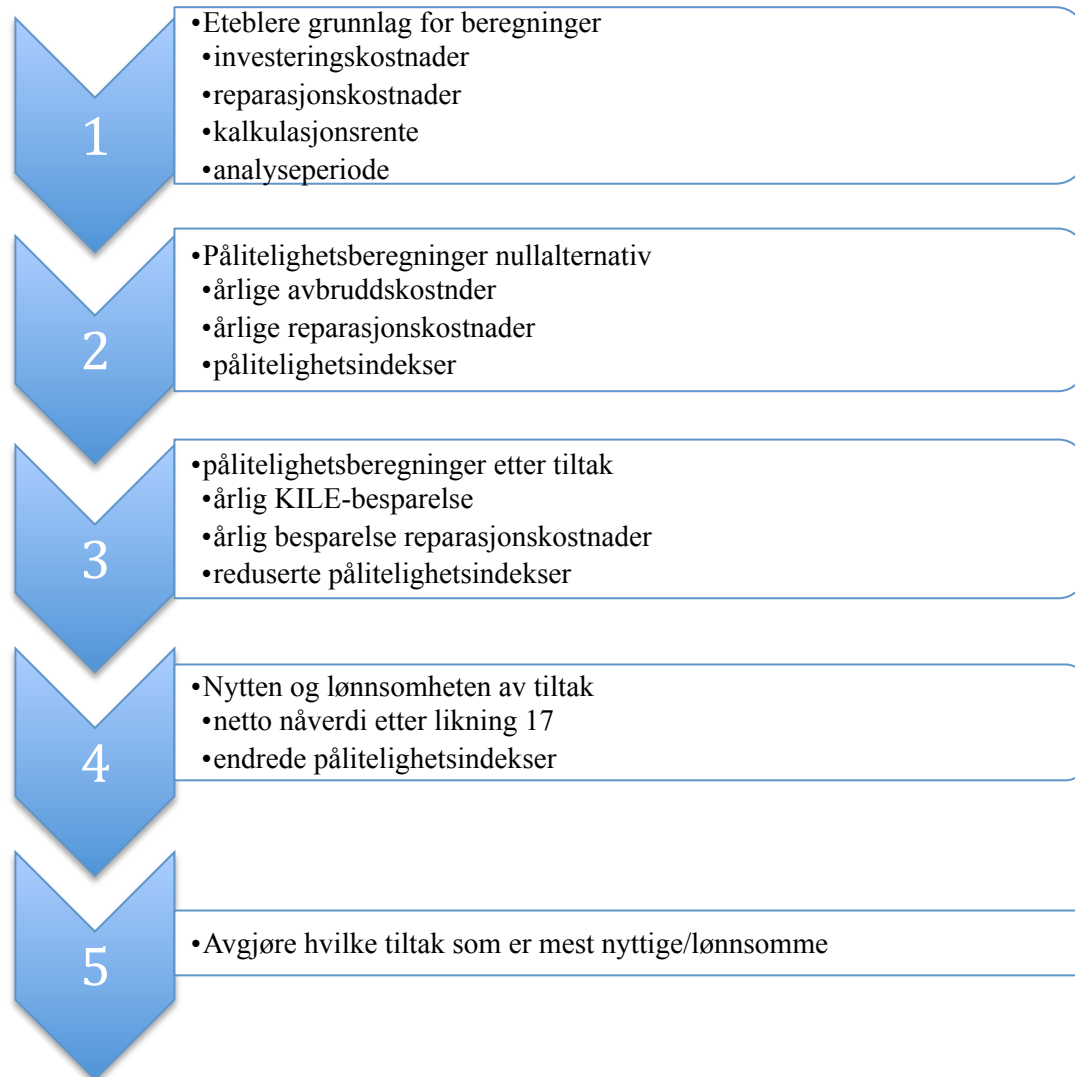 1
•Eteblere grunnlag for beregninger
•investeringskostnader
•reparasjonskostnader
•kalkulasjonsrente
•analyseperiode
2
•Pålitelighetsberegninger nullalternativ
•årlige avbruddskostnder
•årlige reparasjonskostnader
•pålitelighetsindekser
3
•pålitelighetsberegninger etter tiltak
•årlig KILE-besparelse
•årlig besparelse reparasjonskostnader
•reduserte pålitelighetsindekser
4
•Nytten og lønnsomheten av tiltak
•netto nåverdi etter likning 17
•endrede pålitelighetsindekser
5
•Avgjøre hvilke tiltak som er mest nyttige/lønnsomme